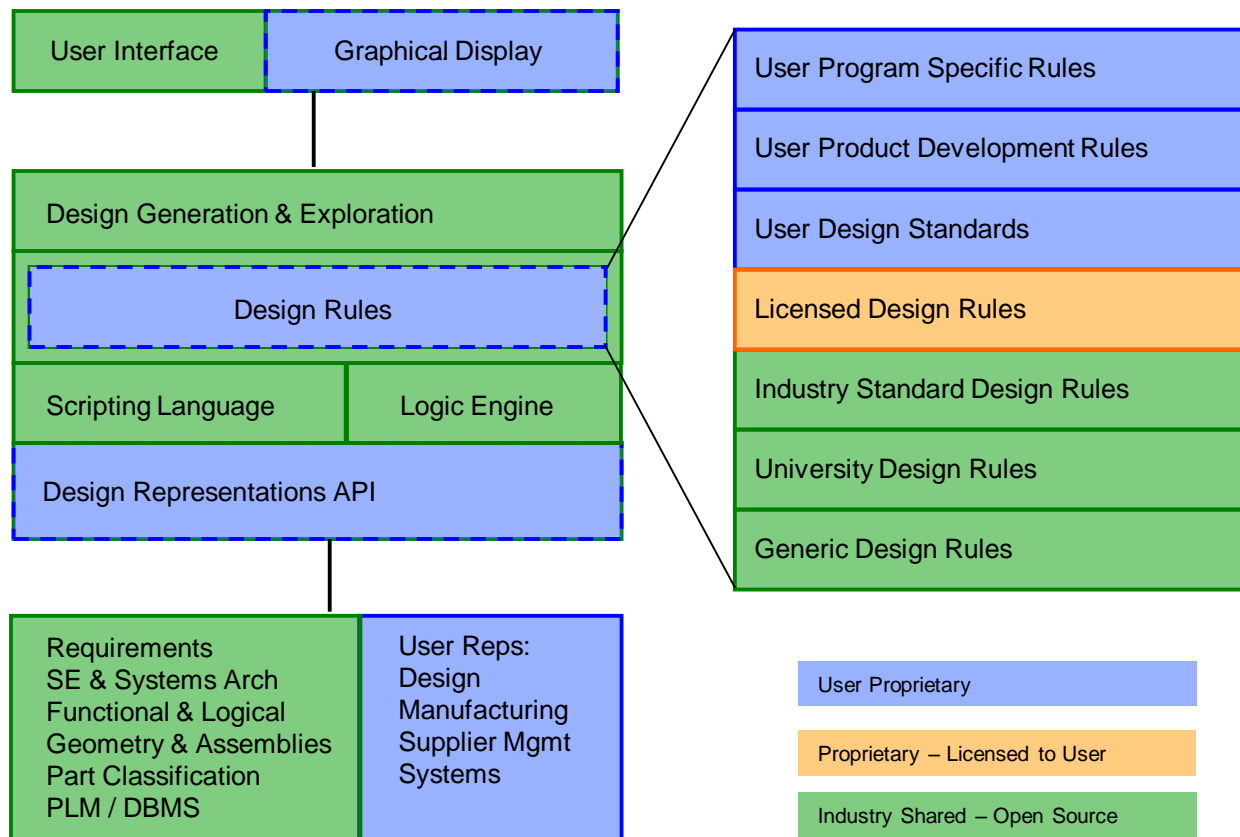 User Interface
Graphical Display
Design Generation & Exploration
Design Rules
Scripting Language
Logic Engine
Design Representations API
Requirements
SE & Systems Arch
Functional & Logical
Geometry & Assemblies
Part Classification
PLM / DBMS
User Reps:
Design
Manufacturing
Supplier Mgmt
Systems
User Program Specific Rules
User Product Development Rules
User Design Standards
Licensed Design Rules
Industry Standard Design Rules
University Design Rules
Generic Design Rules
User Proprietary
Proprietary – Licensed to User
Industry Shared – Open Source